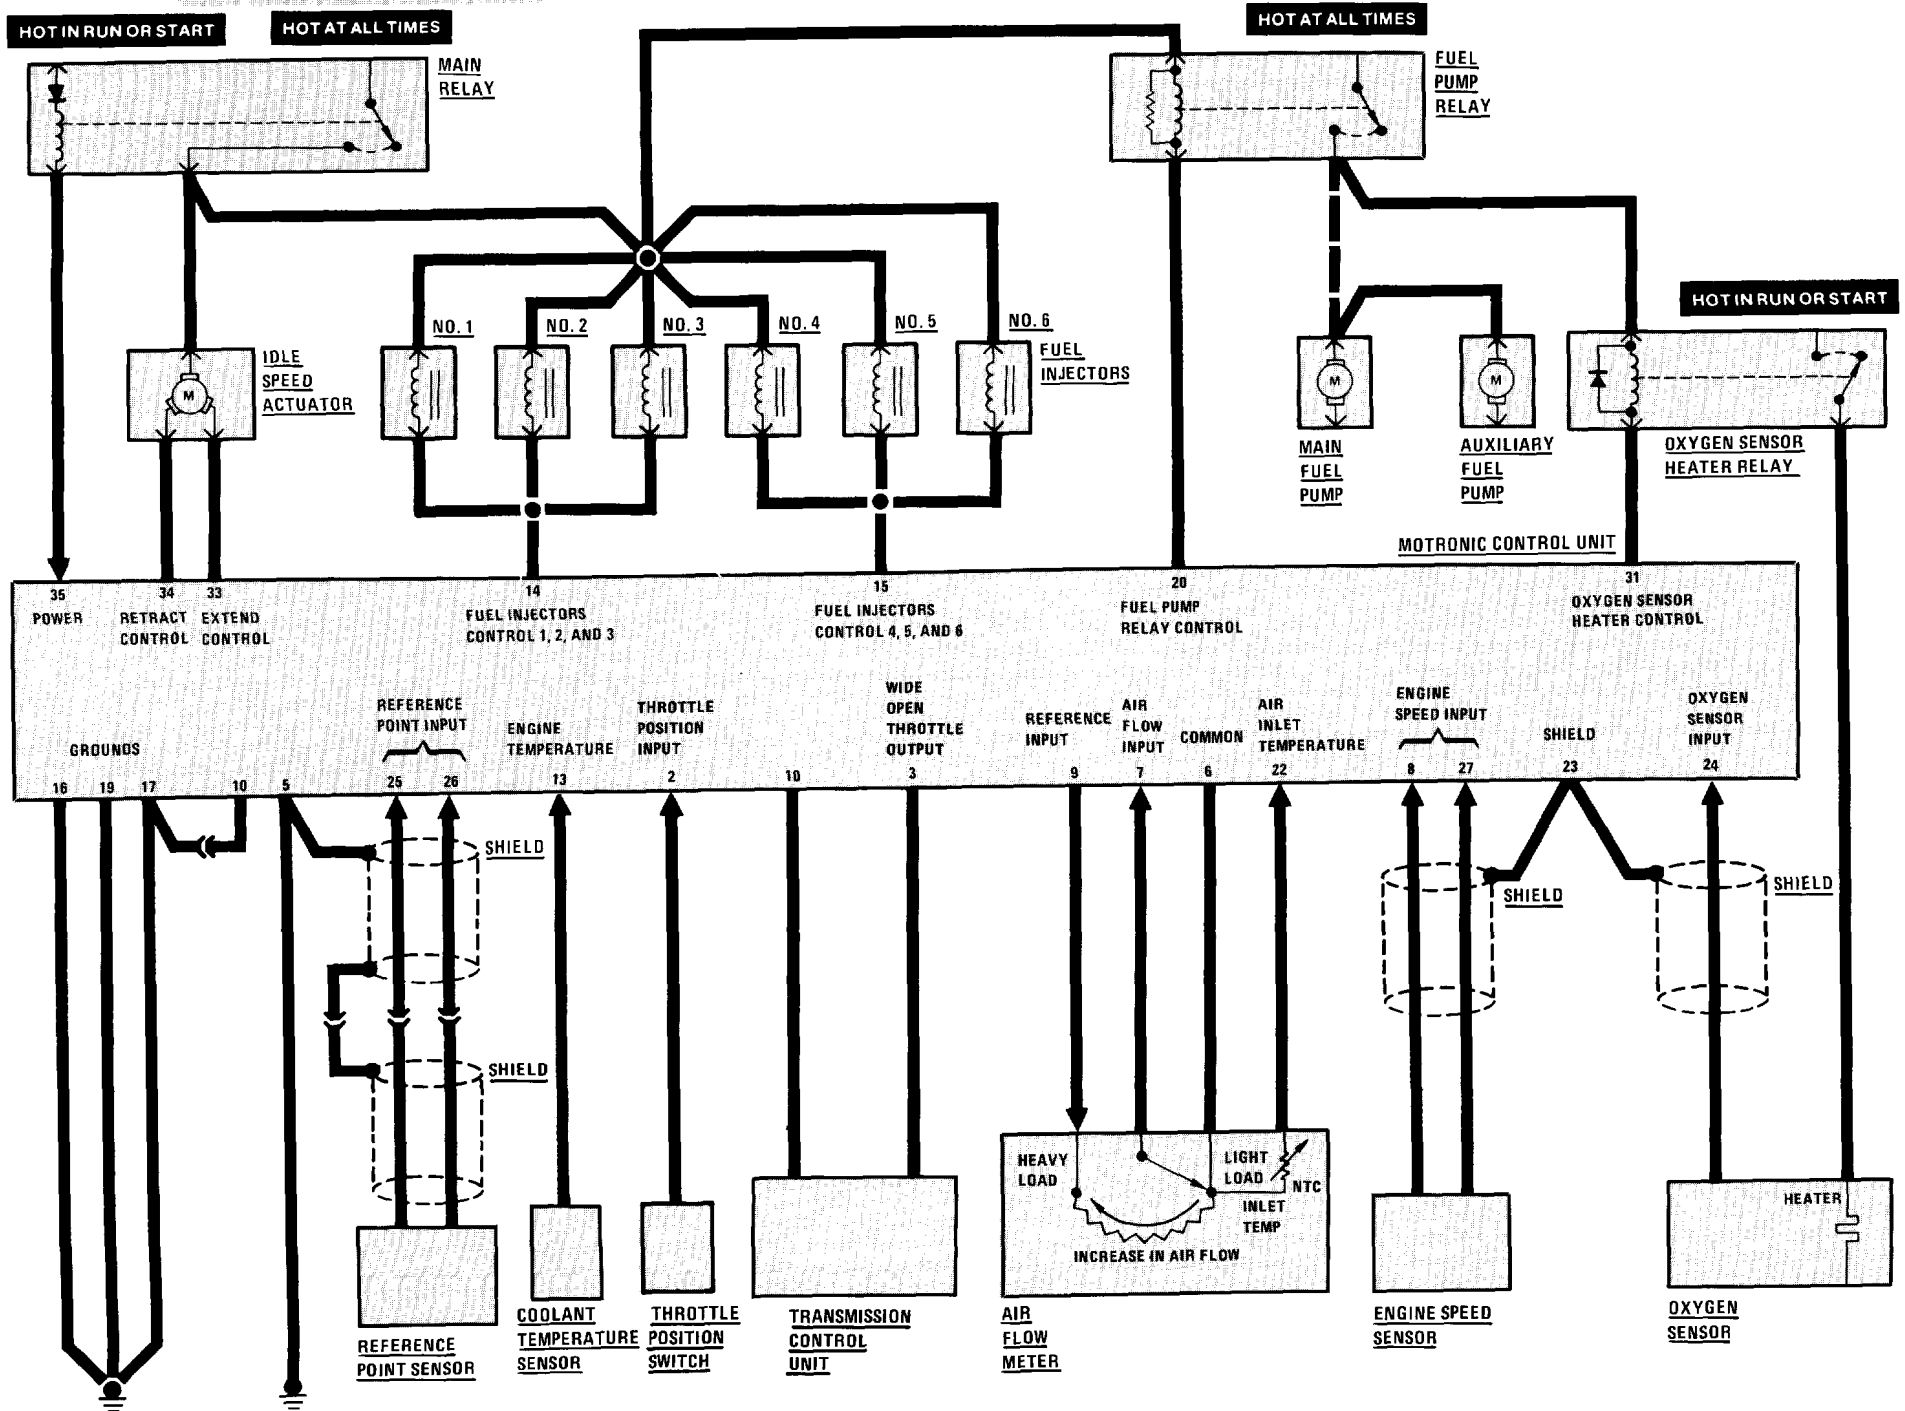 HOT IN RUN OR START
HOT AT ALL TIMES
HOT AT ALL TIMES
MAIN
RELAY
FUEL
PUMP
RELAY
HOT IN RUN OR START
NO. 1
NO. 2
NO. 3
NO. 4
NO. 5
NO. 6
IDLE
SPEED
ACTUATOR
M
FUEL
INJECTORS
M
M
MAIN
FUEL
PUMP
AUXILIARY
FUEL
PUMP
OXYGEN SENSOR
HEATER RELAY
MOTRONIC CONTROL UNIT
35
34
33
14
15
20
31
POWER
RETRACT
CONTROL
EXTEND
CONTROL
FUEL INJECTORS
CONTROL 1, 2, AND 3
FUEL INJECTORS
CONTROL 4, 5, AND 6
FUEL PUMP
RELAY CONTROL
OXYGEN SENSOR
HEATER CONTROL
GROUNDS
REFERENCE
POINT INPUT
ENGINE
TEMPERATURE
THROTTLE
POSITION
INPUT
WIDE
OPEN
THROTTLE
OUTPUT
REFERENCE
INPUT
AIR
FLOW
INPUT
COMMON
AIR
INLET
TEMPERATURE
ENGINE
SPEED INPUT
SHIELD
OXYGEN
SENSOR
INPUT
16
19
17
10
5
25
26
13
2
10
3
9
7
6
22
8
27
23
24
SHIELD
SHIELD
SHIELD
SHIELD
HEAVY
LOAD
LIGHT
LOAD
NTC
INLET
TEMP
INCREASE IN AIR FLOW
HEATER
REFERENCE
POINT SENSOR
COOLANT
TEMPERATURE
SENSOR
THROTTLE
POSITION
SWITCH
TRANSMISSION
CONTROL
UNIT
AIR
FLOW
METER
ENGINE SPEED
SENSOR
OXYGEN
SENSOR